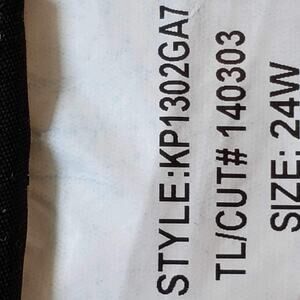 STYLE:KP1302GA7
TL/CUT# 140303
SIZE: 24W